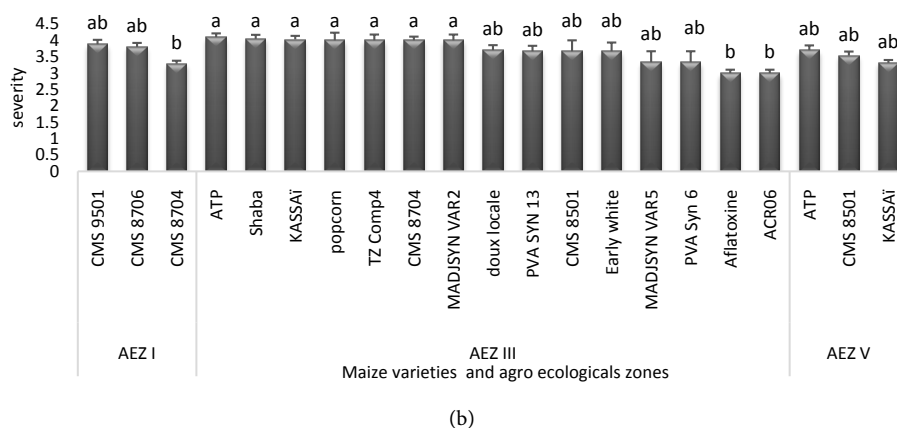 4.5
4
3.5
3
2.5
2
1.5
1
0.5
0
severity
ab ab b a a a a a a a ab ab ab ab ab ab b b ab ab ab
CMS 9501
CMS 8706
CMS 8704
ATP
Shaba
KASSAï
popcorn
TZ Comp4
CMS 8704
MADJSYN VAR2
doux locale
PVA SYN 13
CMS 8501
Early white
MADJSYN VAR5
PVA Syn 6
Aflatoxine
ACR06
ATP
CMS 8501
KASSAï
AEZ I AEZ III AEZ V
Maize varieties and agro ecologicals zones
(b)